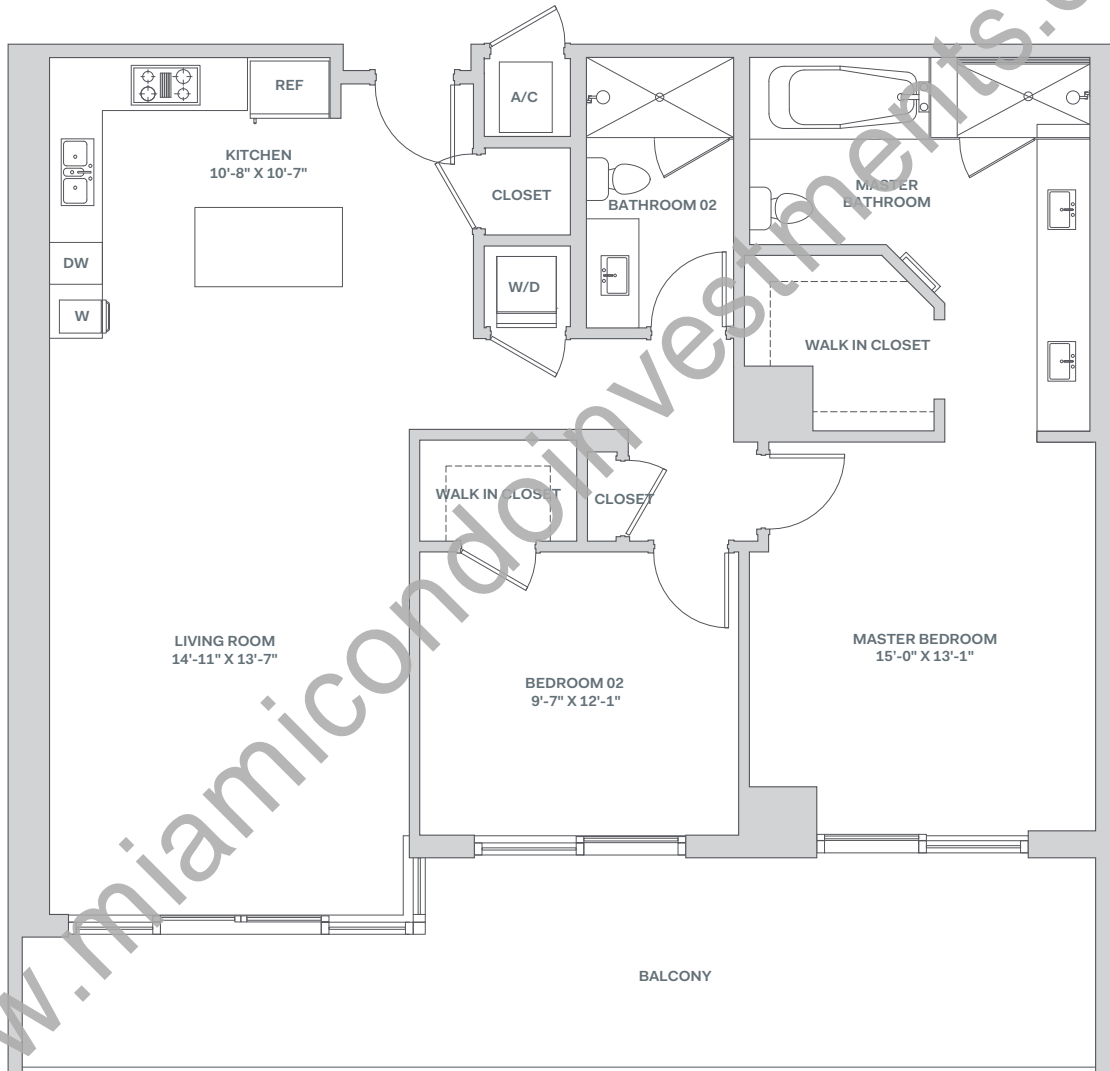 REF
A/C
KITCHEN
10'-8" X 10'-7"
CLOSET
BATHROOM 02
MASTER
BATHROOM
DW
W/D
W
WALK IN CLOSET
WALK IN CLOSET
CLOSET
LIVING ROOM
14'-11" X 13'-7"
BEDROOM 02
9'-7" X 12'-1"
MASTER BEDROOM
15'-0" X 13'-1"
BALCONY
w.miamicondoinvestments.c